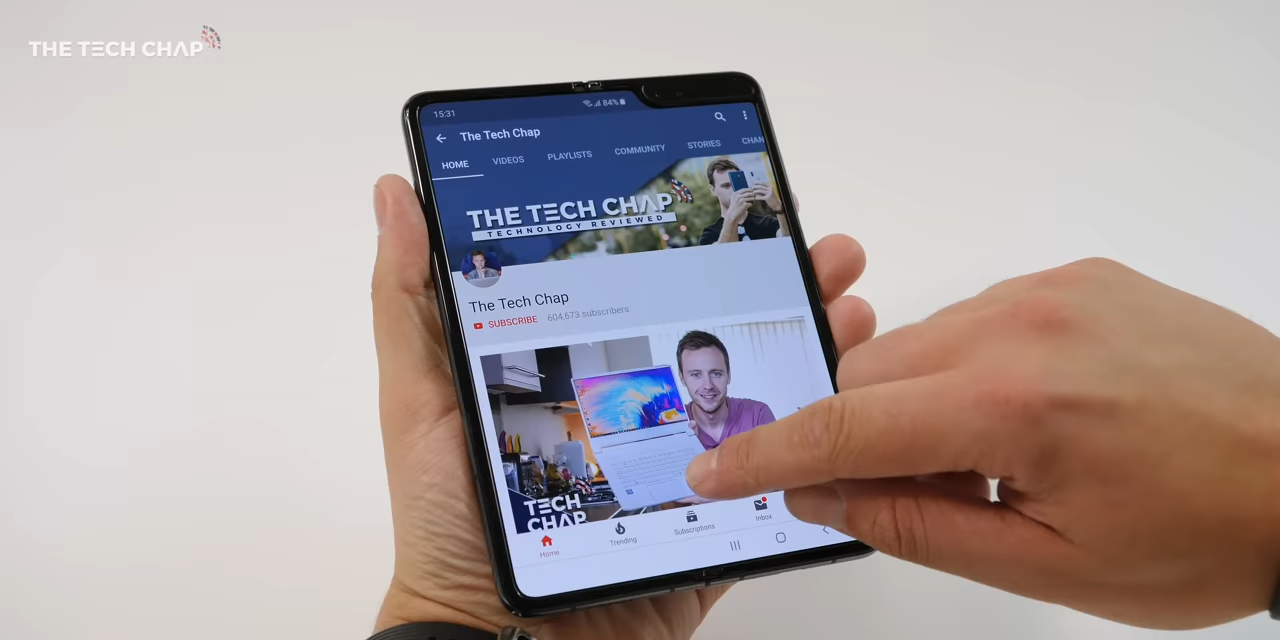 THE TECH CHAP
15:31
84%
The Tech Chap
HOME VIDEOS PLAYLISTS COMMUNITY STORIES CHAN
THE TECH CHAP
TECHNOLOGY REVIEWED
The Tech Chap
SUBSCRIBE 604,673 subscribers
TECH
CHAP
Home Trending Subscriptions Inbox